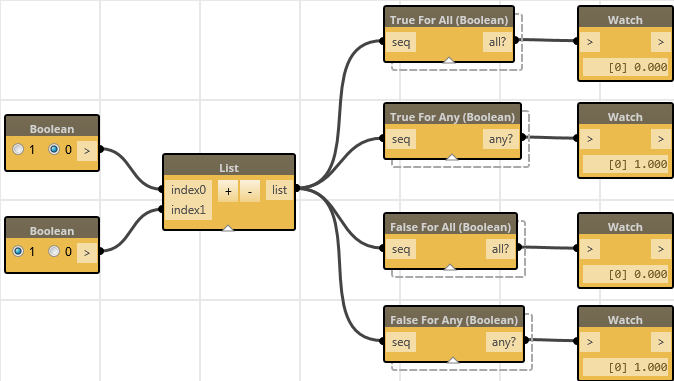 True For All (Boolean)
seq all?
Watch
> >
[0] 0.000
True For Any (Boolean)
seq any?
Watch
> >
[0] 1.000
Boolean
1 0 >
List
index0 + - list
index1
Boolean
1 0 >
False For All (Boolean)
seq all?
Watch
> >
[0] 0.000
False For Any (Boolean)
seq any?
Watch
> >
[0] 1.000